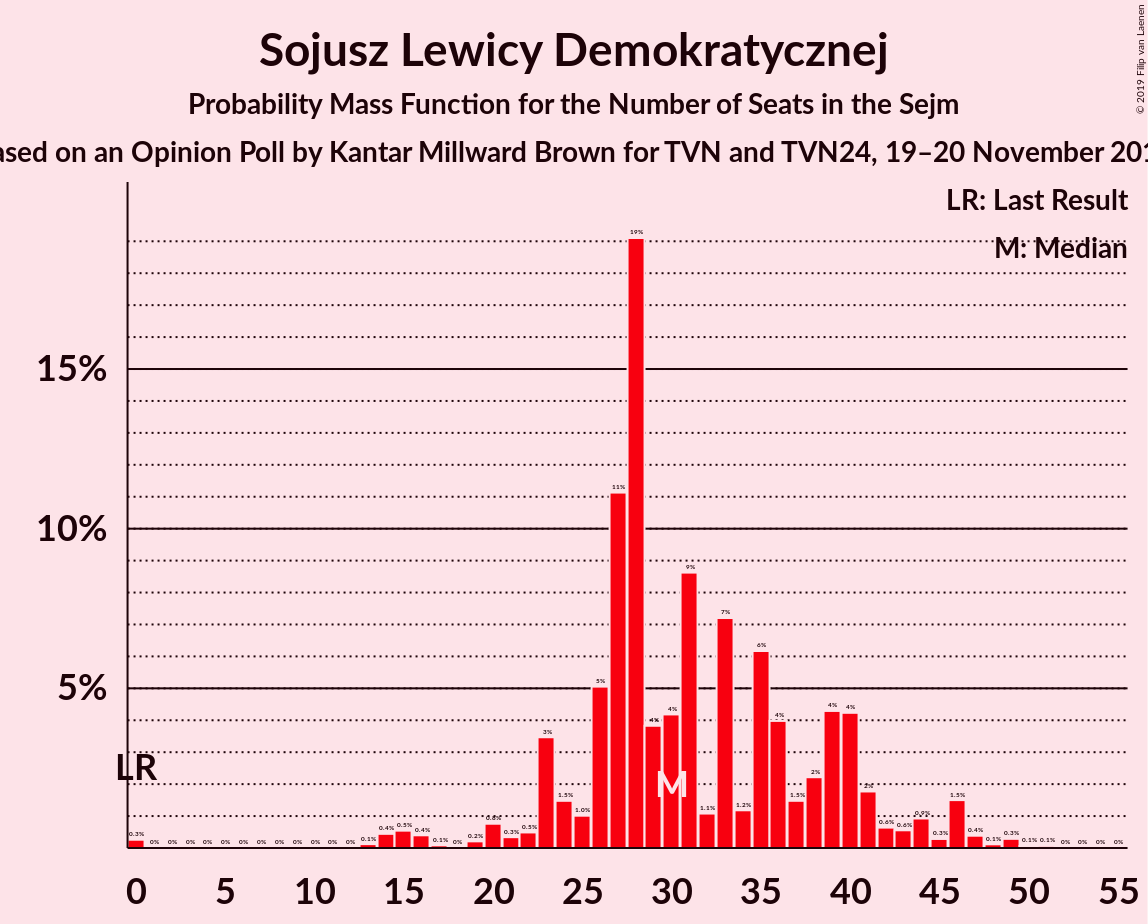 Sojusz Lewicy Demokratycznej
Probability Mass Function for the Number of Seats in the Sejm
ased on an Opinion Poll by Kantar Millward Brown for TVN and TVN24, 19–20 November 201
© 2019 Filip van Laenen
LR: Last Result
M: Median
15%
10%
5%
LR
M
0.3% 0% 0% 0% 0% 0% 0% 0% 0% 0% 0% 0% 0% 0.1% 0.4% 0.5% 0.4% 0.1% 0% 0.2% 0.8% 0.3% 0.5% 3% 1.5% 1.0% 5% 11% 19% 4% 4% 9% 1.1% 7% 1.2% 6% 4% 1.5% 2% 4% 4% 2% 0.6% 0.6% 0.9% 0.3% 1.5% 0.4% 0.1% 0.3% 0.1% 0.1% 0% 0% 0% 0%
0 5 10 15 20 25 30 35 40 45 50 55